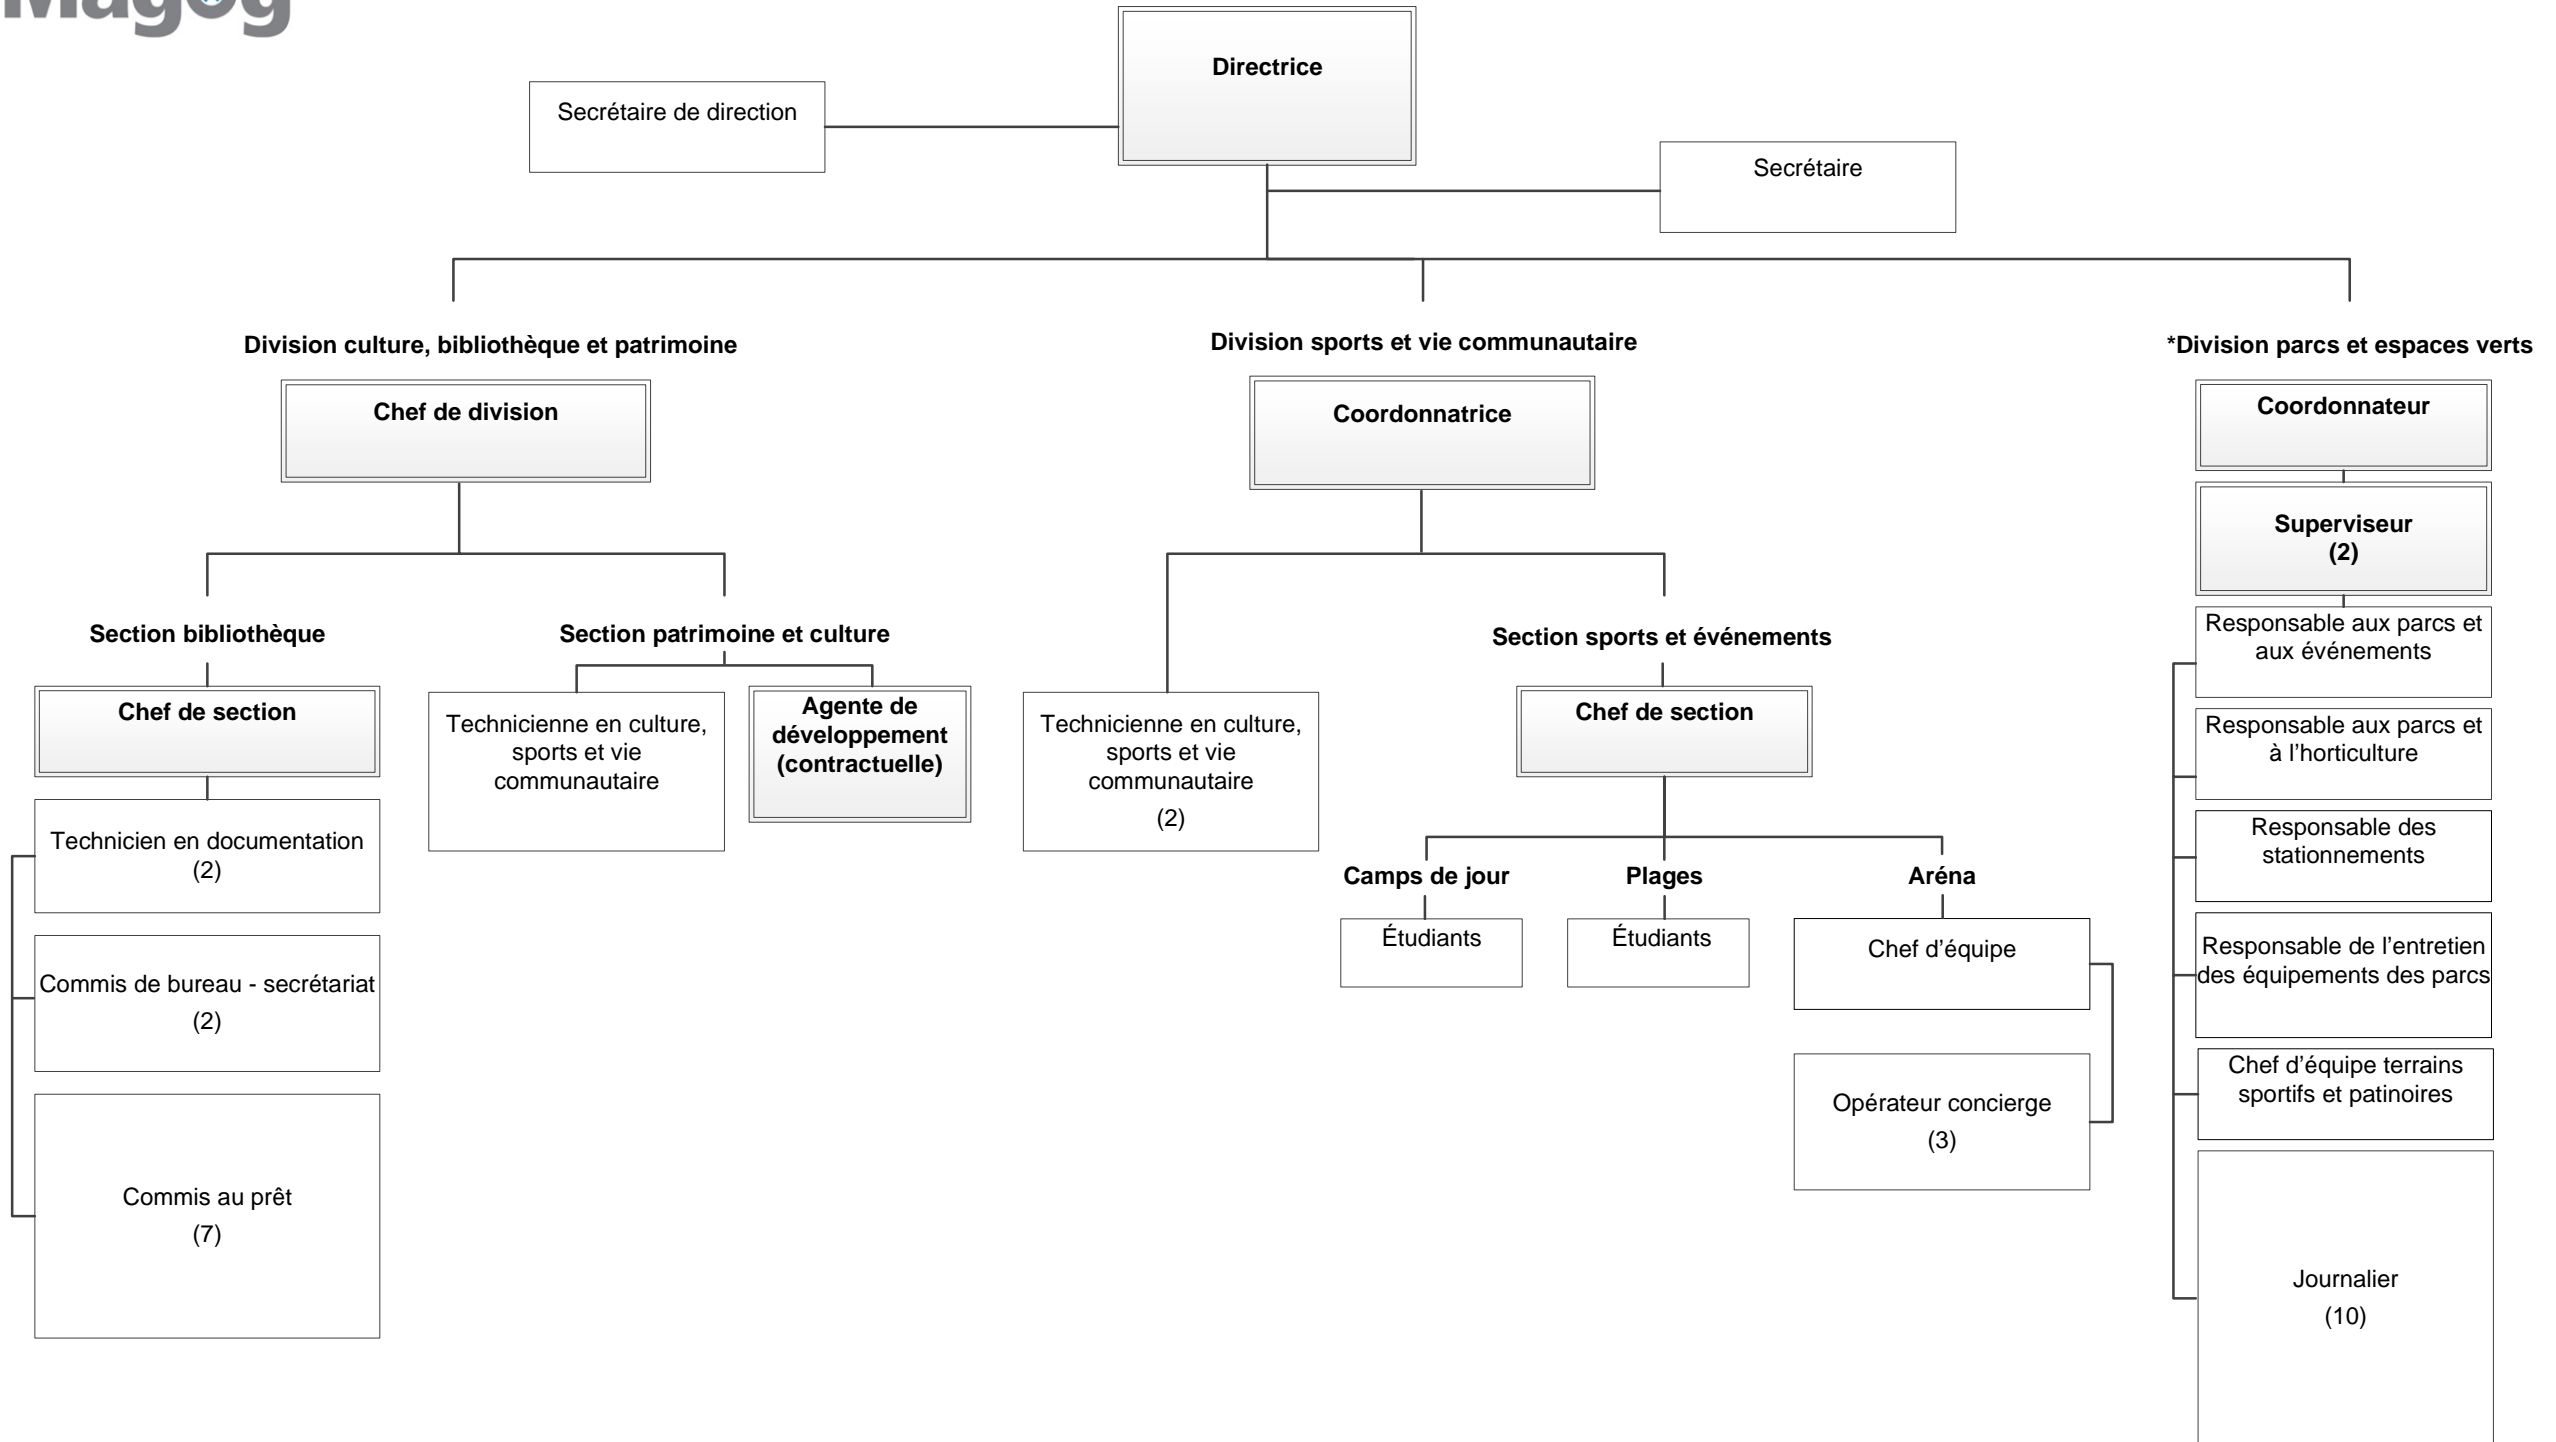 Magog
Directrice
Secrétaire de direction
Secrétaire
Division culture, bibliothèque et patrimoine
Chef de division
Section bibliothèque
Chef de section
Technicien en documentation
(2)
Commis de bureau - secrétariat
(2)
Commis au prêt
(7)
Section patrimoine et culture
Technicienne en culture,
sports et vie
communautaire
Agente de
développement
(contractuelle)
Division sports et vie communautaire
Coordonnatrice
Technicienne en culture,
sports et vie
communautaire
(2)
Section sports et événements
Chef de section
Camps de jour
Étudiants
Plages
Étudiants
Aréna
Chef d'équipe
Opérateur concierge
(3)
*Division parcs et espaces verts
Coordonnateur
Superviseur
(2)
Responsable aux parcs et
aux événements
Responsable aux parcs et
à l'horticulture
Responsable des
stationnements
Responsable de l'entretien
des équipements des parcs
Chef d'équipe terrains
sportifs et patinoires
Journalier
(10)